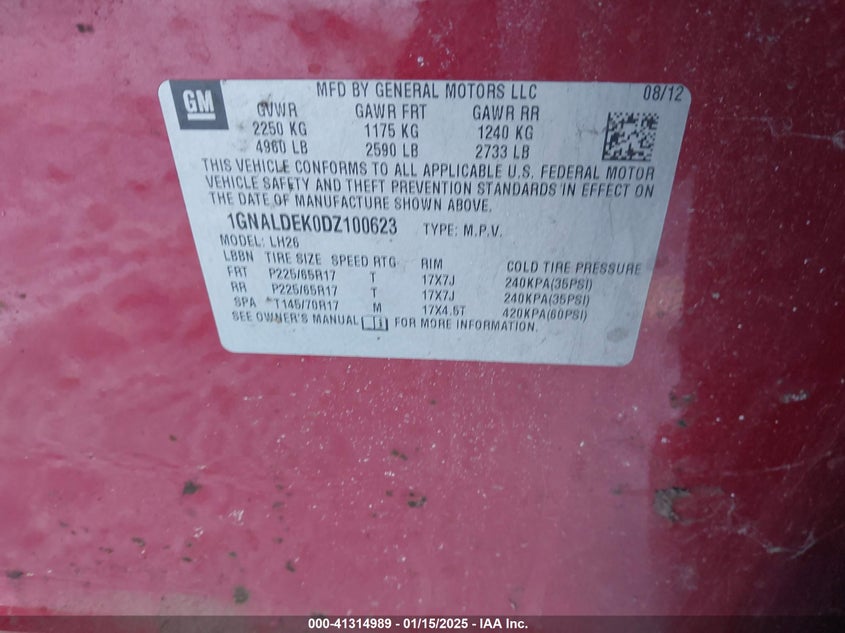 GM
MFD BY GENERAL MOTORS LLC 08/12
GVWR GAWR FRT GAWR RR
2250 KG 1175 KG 1240 KG
4960 LB 2590 LB 2733 LB
THIS VEHICLE CONFORMS TO ALL APPLICABLE U.S. FEDERAL MOTOR
VEHICLE SAFETY AND THEFT PREVENTION STANDARDS IN EFFECT ON
THE DATE OF MANUFACTURE SHOWN ABOVE.
1GNALDEK0DZ100623 TYPE: M.P.V.
MODEL: LH26
LBBN TIRE SIZE SPEED RTG RIM COLD TIRE PRESSURE
FRT P225/65R17 T 17X7J 240KPA(35PSI)
RR P225/65R17 T 17X7J 240KPA(35PSI)
SPA T145/70R17 M 17X4.5T 420KPA(60PSI)
SEE OWNER'S MANUAL FOR MORE INFORMATION.
000-41314989 - 01/15/2025 - IAA Inc.